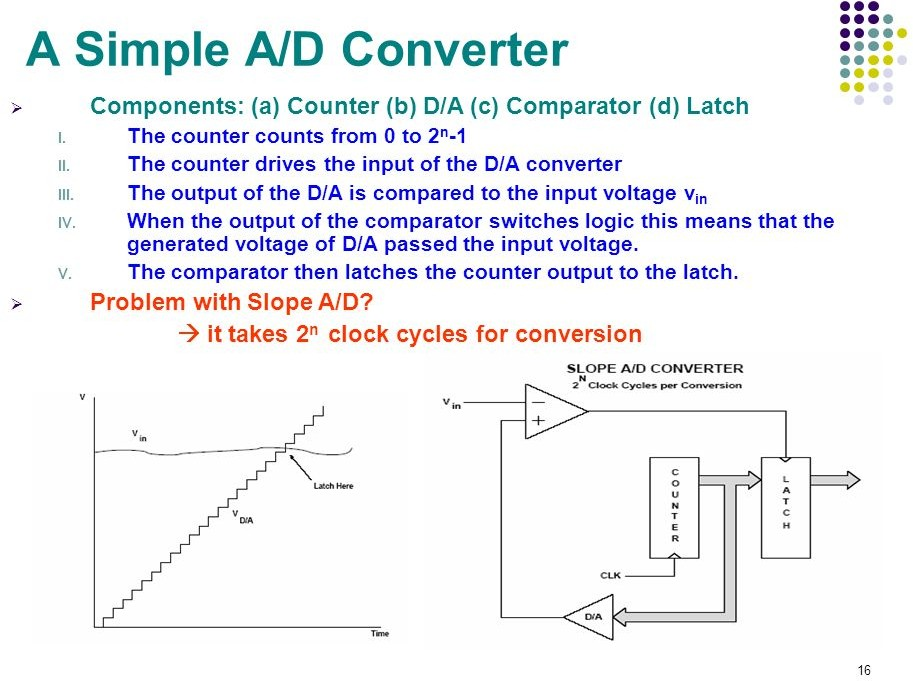 A Simple A/D Converter
➢ Components: (a) Counter (b) D/A (c) Comparator (d) Latch
I. The counter counts from 0 to 2ⁿ-1
II. The counter drives the input of the D/A converter
III. The output of the D/A is compared to the input voltage vin
IV. When the output of the comparator switches logic this means that the
generated voltage of D/A passed the input voltage.
V. The comparator then latches the counter output to the latch.
➢ Problem with Slope A/D?
→ it takes 2ⁿ clock cycles for conversion
V
Vin
Latch Here
VD/A
Time
SLOPE A/D CONVERTER
2ᴺ Clock Cycles per Conversion
Vin
−
+
COUNTER
LATCH
CLK
D/A
16